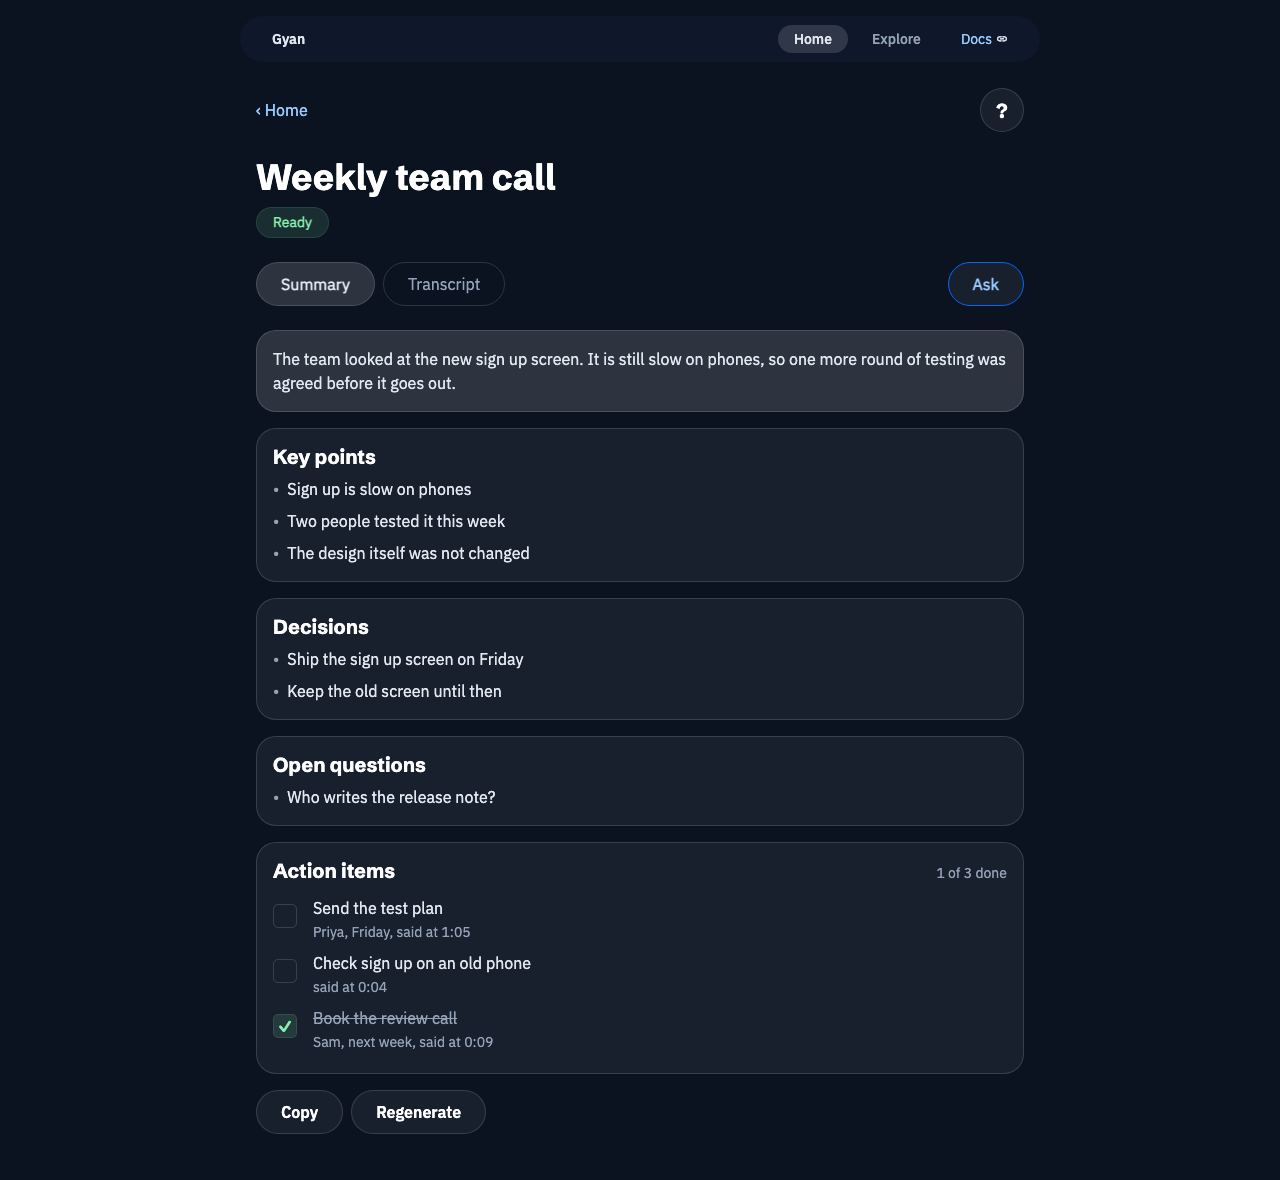 Gyan
Home
Explore
Docs
‹ Home
?
Weekly team call
Ready
Summary
Transcript
Ask
The team looked at the new sign up screen. It is still slow on phones, so one more round of testing was
agreed before it goes out.
Key points
• Sign up is slow on phones
• Two people tested it this week
• The design itself was not changed
Decisions
• Ship the sign up screen on Friday
• Keep the old screen until then
Open questions
• Who writes the release note?
Action items
1 of 3 done
Send the test plan
Priya, Friday, said at 1:05
Check sign up on an old phone
said at 0:04
Book the review call
Sam, next week, said at 0:09
Copy
Regenerate